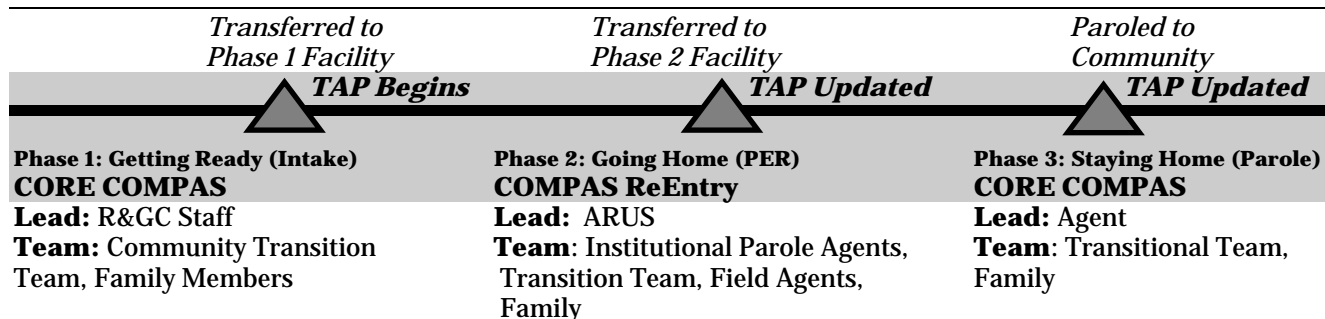 Transferred to
Phase 1 Facility
Transferred to
Phase 2 Facility
Paroled to
Community
TAP Begins
TAP Updated
TAP Updated
Phase 1: Getting Ready (Intake)
CORE COMPAS
Lead: R&GC Staff
Team: Community Transition
Team, Family Members
Phase 2: Going Home (PER)
COMPAS ReEntry
Lead: ARUS
Team: Institutional Parole Agents,
Transition Team, Field Agents,
Family
Phase 3: Staying Home (Parole)
CORE COMPAS
Lead: Agent
Team: Transitional Team,
Family